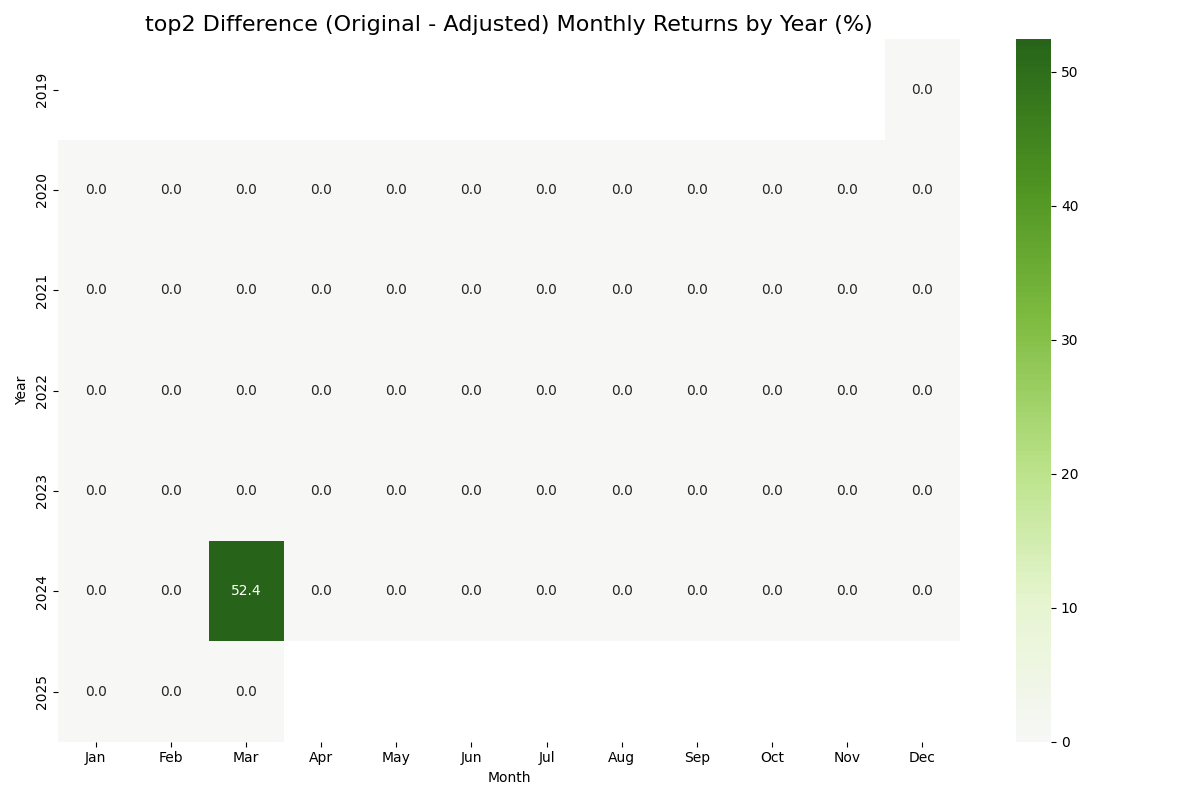 top2 Difference (Original - Adjusted) Monthly Returns by Year (%)
2019 0.0
2020 0.0 0.0 0.0 0.0 0.0 0.0 0.0 0.0 0.0 0.0 0.0 0.0
2021 0.0 0.0 0.0 0.0 0.0 0.0 0.0 0.0 0.0 0.0 0.0 0.0
2022 0.0 0.0 0.0 0.0 0.0 0.0 0.0 0.0 0.0 0.0 0.0 0.0
2023 0.0 0.0 0.0 0.0 0.0 0.0 0.0 0.0 0.0 0.0 0.0 0.0
2024 0.0 0.0 52.4 0.0 0.0 0.0 0.0 0.0 0.0 0.0 0.0 0.0
2025 0.0 0.0 0.0
Year
Jan Feb Mar Apr May Jun Jul Aug Sep Oct Nov Dec
Month
50
40
30
20
10
0